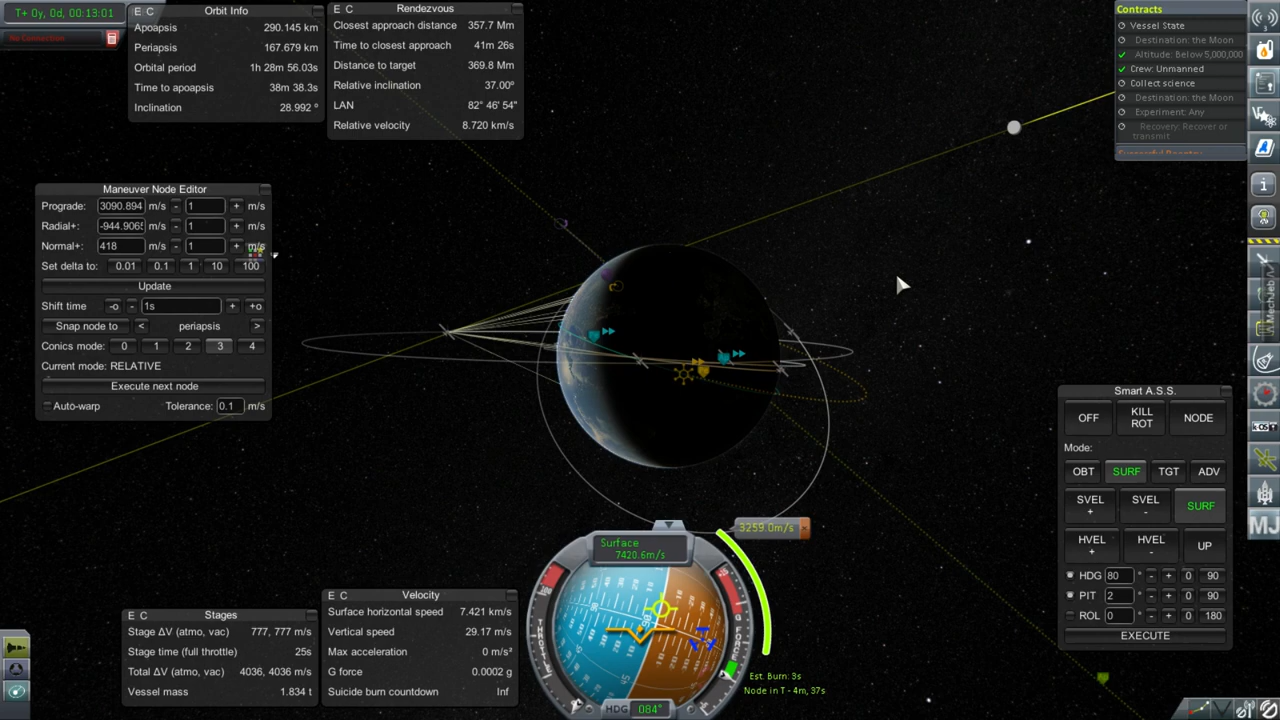 T+ 0y, 0d, 00:13:01
No Connection
E C Orbit Info
Apoapsis 290.145 km
Periapsis 167.679 km
Orbital period 1h 28m 56.03s
Time to apoapsis 38m 38.3s
Inclination 28.992 °
E C Rendezvous
Closest approach distance 357.7 Mm
Time to closest approach 41m 26s
Distance to target 369.8 Mm
Relative inclination 37.00º
LAN 82° 46' 54"
Relative velocity 8.720 km/s
Contracts
Vessel State
Destination: the Moon
Altitude: Below 5,000,000
Crew: Unmanned
Collect science
Destination: the Moon
Experiment: Any
Recovery: Recover or
transmit
Maneuver Node Editor
Prograde: 3090.894 m/s - 1 + m/s
Radial+: -944.906 m/s - 1 + m/s
Normal+: 418 m/s - 1 + m/s
Set delta to: 0.01 0.1 1 10 100
Update
Shift time -o - 1s + +o
Snap node to < periapsis >
Conics mode: 0 1 2 3 4
Current mode: RELATIVE
Execute next node
Auto-warp Tolerance: 0.1 m/s
MechJeb
kOS
MJ
Smart A.S.S.
OFF KILL ROT NODE
Mode:
OBT SURF TGT ADV
SVEL + SVEL - SURF
HVEL + HVEL - UP
HDG 80 ° - + 0 90
PIT 2 ° - + 0 90
ROL 0 ° - + 0 180
EXECUTE
3259.0m/s
Surface
7420.6m/s
Est. Burn: 3s
Node in T - 4m, 37s
HDG 084°
E C Stages
Stage ΔV (atmo, vac) 777, 777 m/s
Stage time (full throttle) 25s
Total ΔV (atmo, vac) 4036, 4036 m/s
Vessel mass 1.834 t
E C Velocity
Surface horizontal speed 7.421 km/s
Vertical speed 29.17 m/s
Max acceleration 0 m/s²
G force 0.0002 g
Suicide burn countdown Inf